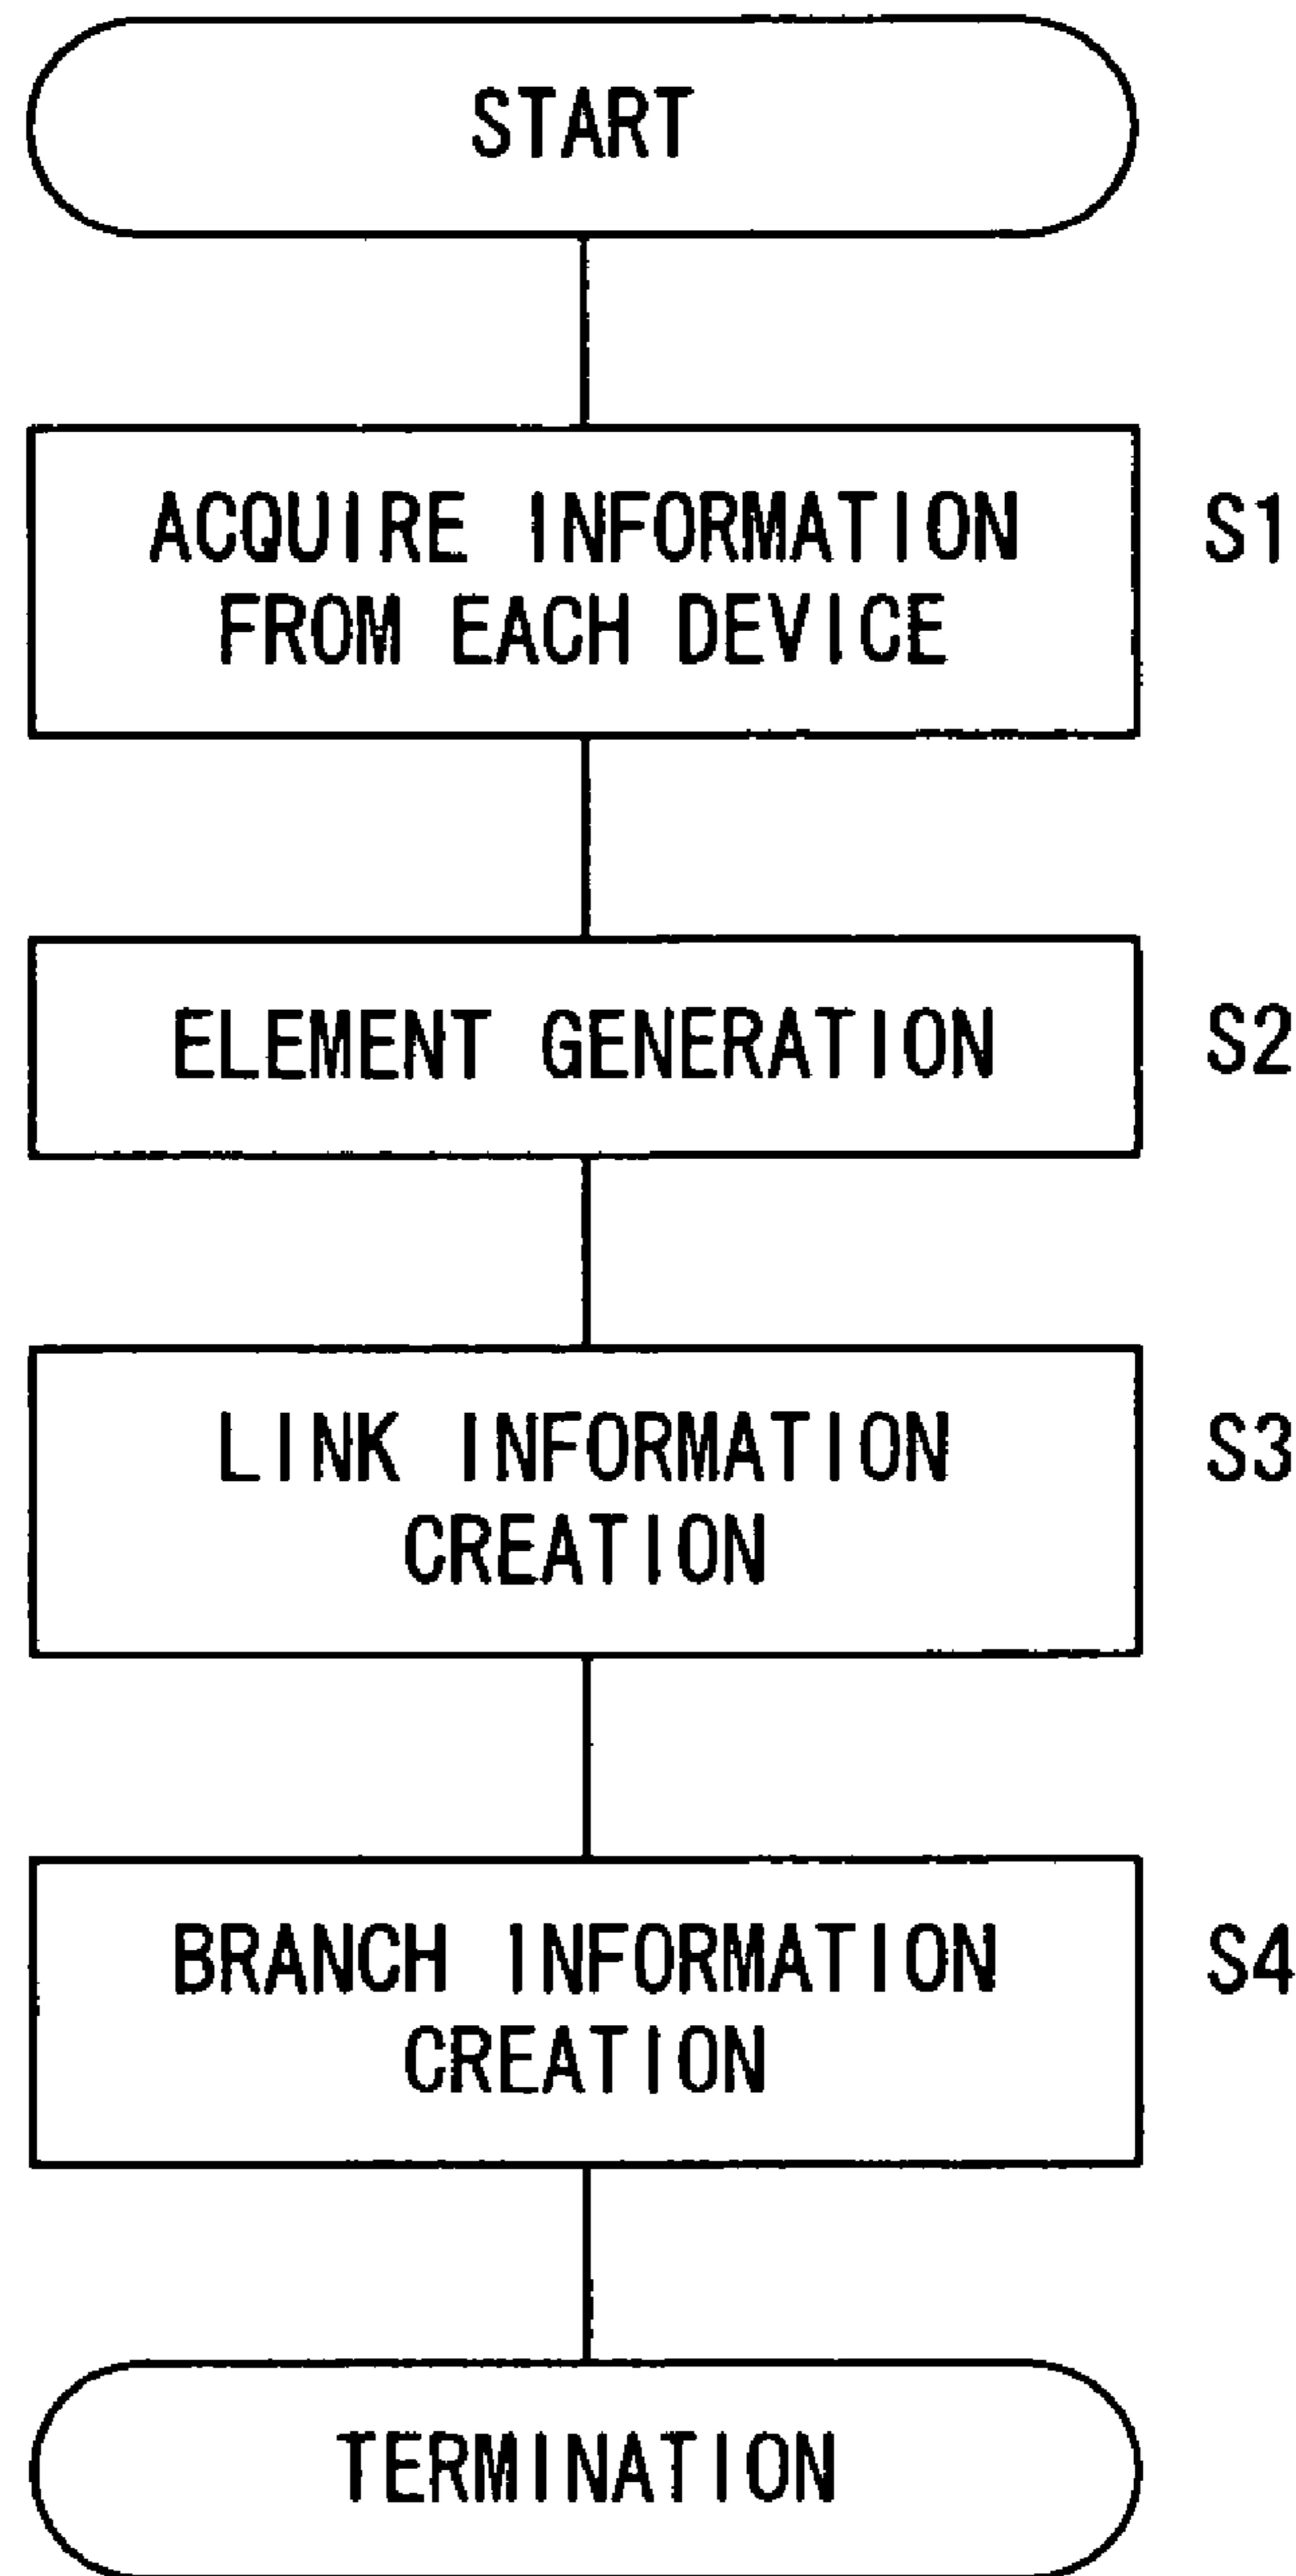 START
ACQUIRE INFORMATION
FROM EACH DEVICE
S1
ELEMENT GENERATION
S2
LINK INFORMATION
CREATION
S3
BRANCH INFORMATION
CREATION
S4
TERMINATION